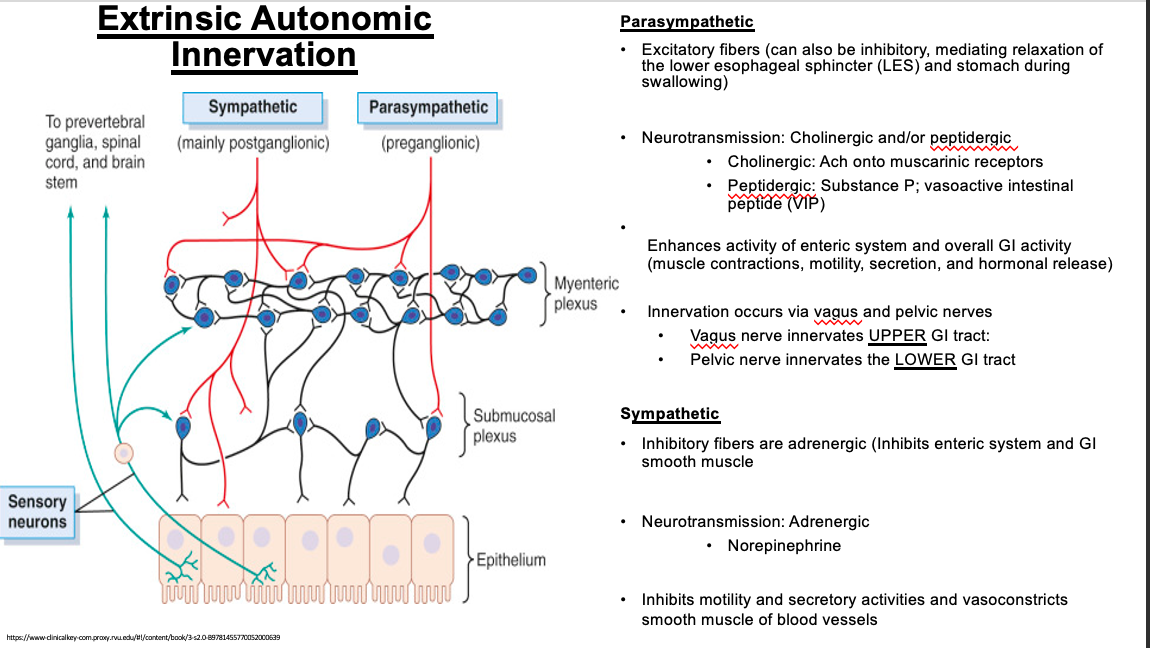 Extrinsic Autonomic
Innervation
To prevertebral
ganglia, spinal
cord, and brain
stem
Sympathetic
(mainly postganglionic)
Parasympathetic
(preganglionic)
Myenteric
plexus
Submucosal
plexus
Sensory
neurons
Epithelium
https://www-clinicalkey-com.proxy.rvu.edu/#!/content/book/3-s2.0-B9781455770052000639
Parasympathetic
• Excitatory fibers (can also be inhibitory, mediating relaxation of
the lower esophageal sphincter (LES) and stomach during
swallowing)
• Neurotransmission: Cholinergic and/or peptidergic
• Cholinergic: Ach onto muscarinic receptors
• Peptidergic: Substance P; vasoactive intestinal
peptide (VIP)
•
Enhances activity of enteric system and overall GI activity
(muscle contractions, motility, secretion, and hormonal release)
• Innervation occurs via vagus and pelvic nerves
• Vagus nerve innervates UPPER GI tract:
• Pelvic nerve innervates the LOWER GI tract
Sympathetic
• Inhibitory fibers are adrenergic (Inhibits enteric system and GI
smooth muscle
• Neurotransmission: Adrenergic
• Norepinephrine
• Inhibits motility and secretory activities and vasoconstricts
smooth muscle of blood vessels